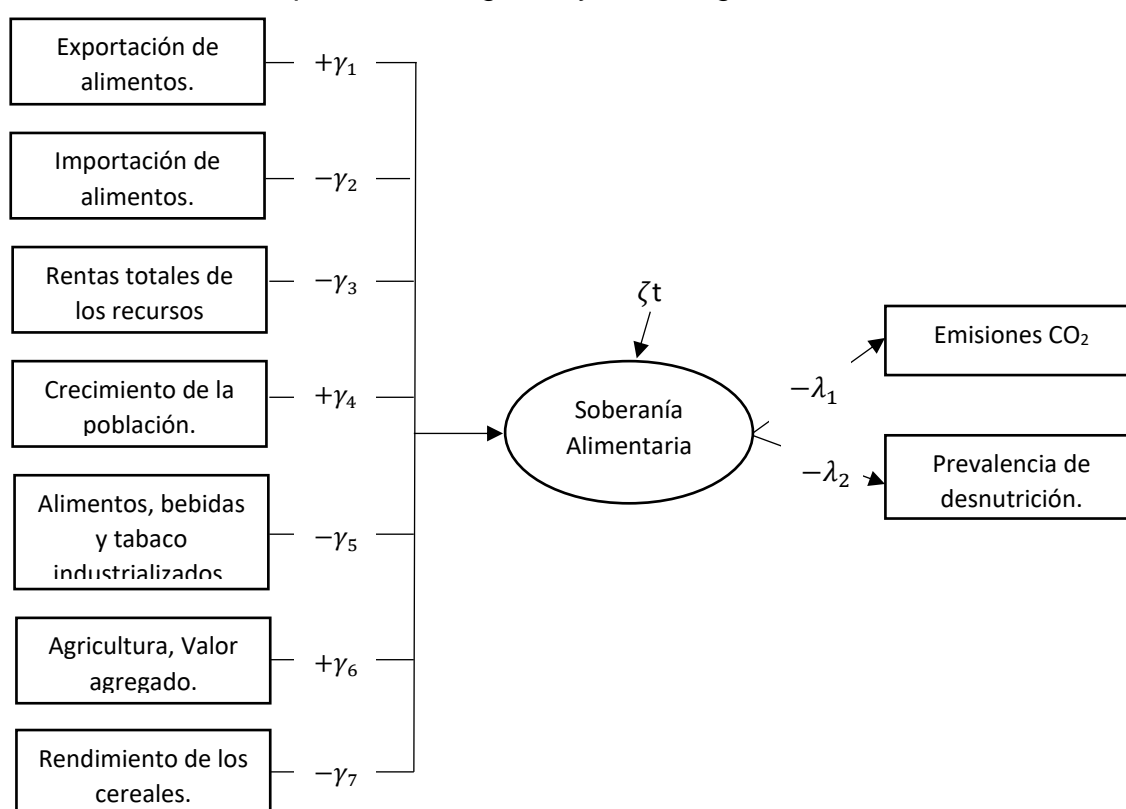 Exportación de
alimentos.
+γ₁
Importación de
alimentos.
−γ₂
Rentas totales de
los recursos
−γ₃
Crecimiento de la
población.
+γ₄
Alimentos, bebidas
y tabaco
industrializados
−γ₅
Agricultura, Valor
agregado.
+γ₆
Rendimiento de los
cereales.
−γ₇
ζt
Soberanía
Alimentaria
−λ₁
Emisiones CO₂
−λ₂
Prevalencia de
desnutrición.